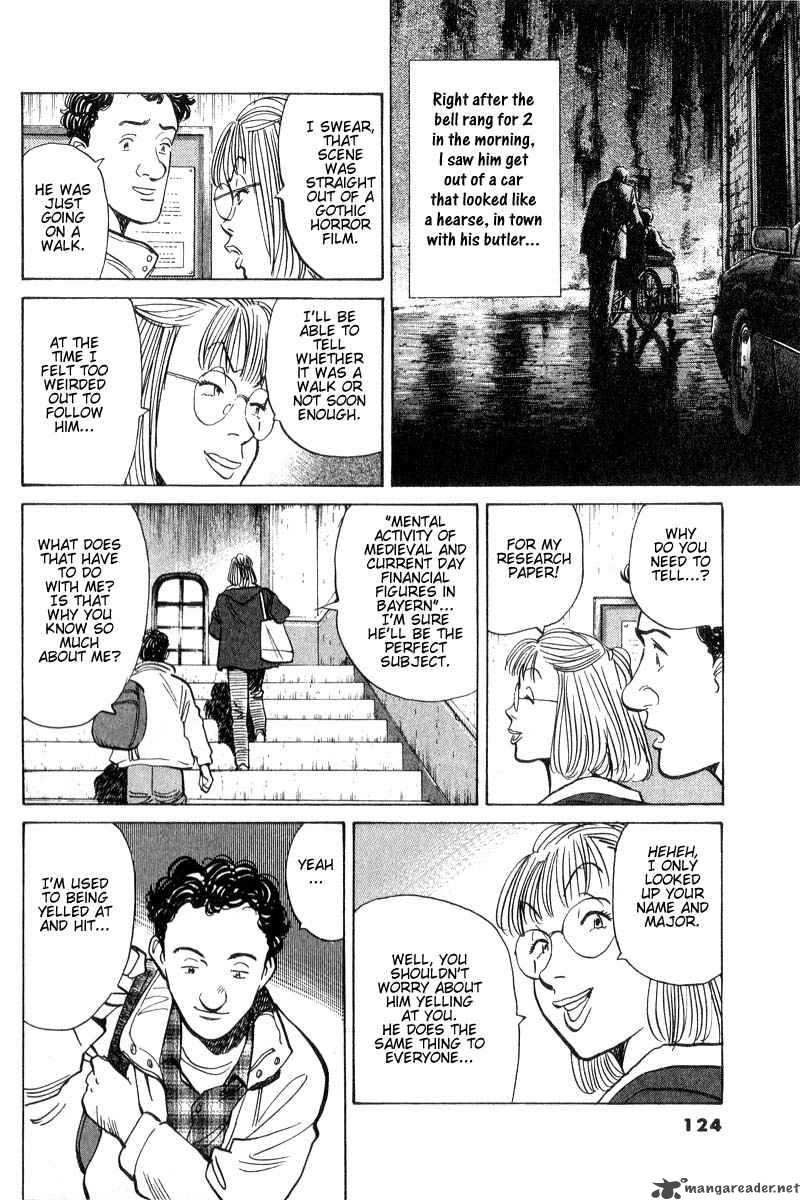 Right after the
bell rang for 2
in the morning,
I saw him get
out of a car
that looked like
a hearse, in town
with his butler...
I SWEAR,
THAT
SCENE
WAS
STRAIGHT
OUT OF A
GOTHIC
HORROR
FILM.
HE WAS
JUST
GOING
ON A
WALK.
I'LL BE
ABLE TO
TELL
WHETHER
IT WAS A
WALK OR
NOT SOON
ENOUGH.
AT THE
TIME I
FELT TOO
WEIRDED
OUT TO
FOLLOW
HIM...
WHY
DO YOU
NEED TO
TELL...?
FOR MY
RESEARCH
PAPER!
"MENTAL
ACTIVITY OF
MEDIEVAL AND
CURRENT DAY
FINANCIAL
FIGURES IN
BAYERN"...
I'M SURE
HE'LL BE THE
PERFECT
SUBJECT.
WHAT DOES
THAT HAVE
TO DO
WITH ME?
IS THAT
WHY YOU
KNOW SO
MUCH
ABOUT ME?
HEHEH,
I ONLY
LOOKED
UP YOUR
NAME AND
MAJOR.
WELL, YOU
SHOULDN'T
WORRY ABOUT
HIM YELLING
AT YOU.
HE DOES THE
SAME THING TO
EVERYONE...
YEAH
...
I'M USED
TO BEING
YELLED AT
AND HIT...
124
mangareader.net